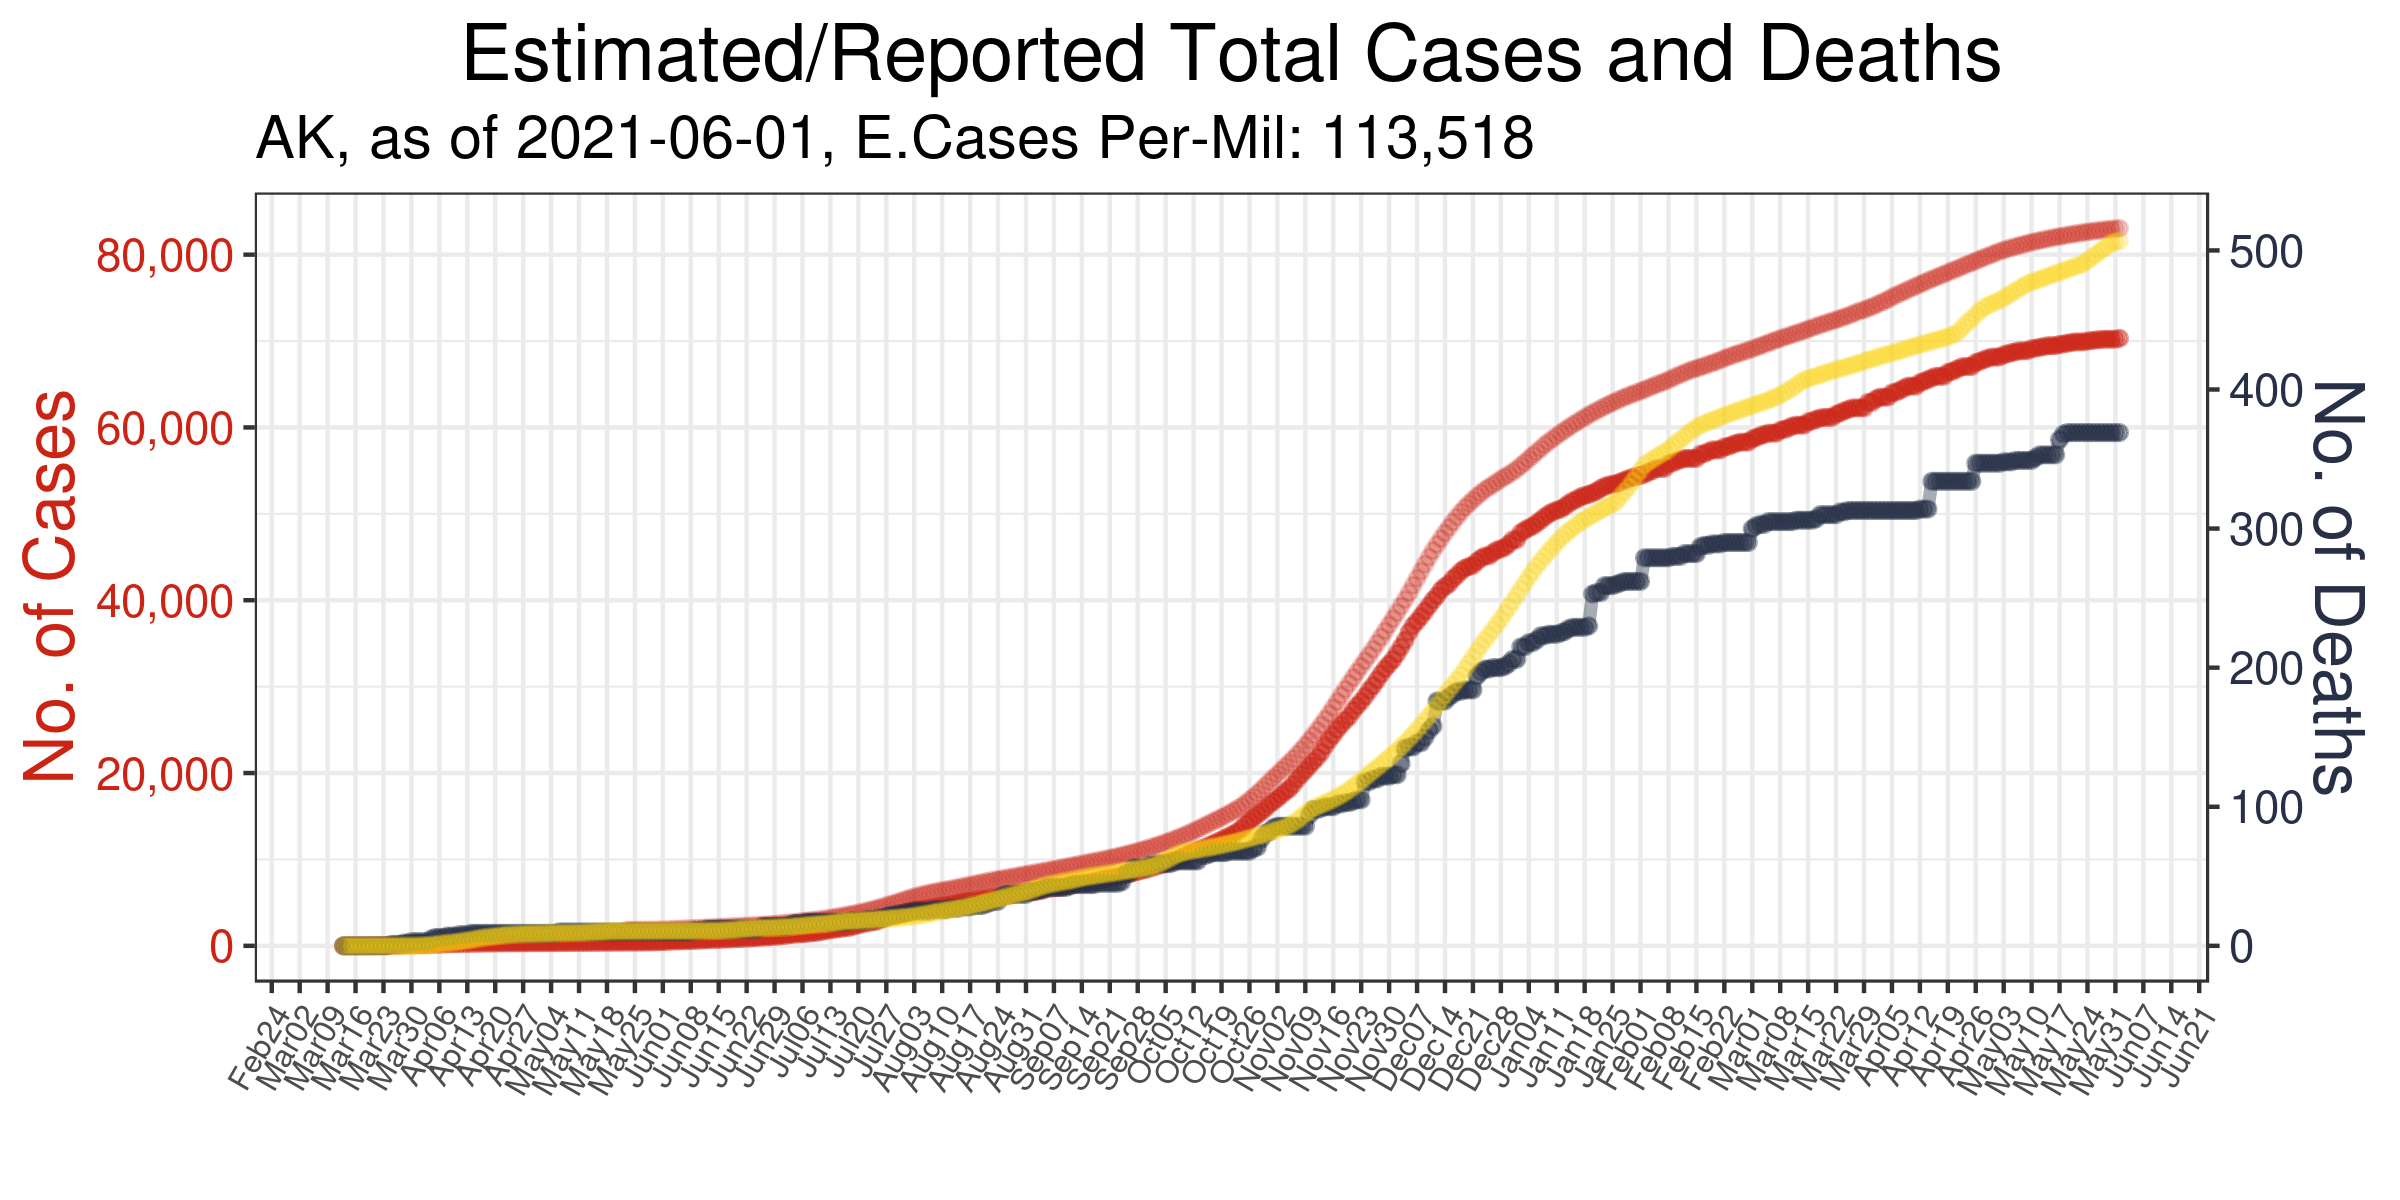 Estimated/Reported Total Cases and Deaths
AK, as of 2021-06-01, E.Cases Per-Mil: 113,518
No. of Cases
80,000
60,000
40,000
20,000
0
500
400
300
200
100
0
No. of Deaths
Feb24
Mar02
Mar09
Mar16
Mar23
Mar30
Apr06
Apr13
Apr20
Apr27
May04
May11
May18
May25
Jun01
Jun08
Jun15
Jun22
Jun29
Jul06
Jul13
Jul20
Jul27
Aug03
Aug10
Aug17
Aug24
Aug31
Sep07
Sep14
Sep21
Sep28
Oct05
Oct12
Oct19
Oct26
Nov02
Nov09
Nov16
Nov23
Nov30
Dec07
Dec14
Dec21
Dec28
Jan04
Jan11
Jan18
Jan25
Feb01
Feb08
Feb15
Feb22
Mar01
Mar08
Mar15
Mar22
Mar29
Apr05
Apr12
Apr19
Apr26
May03
May10
May17
May24
May31
Jun07
Jun14
Jun21